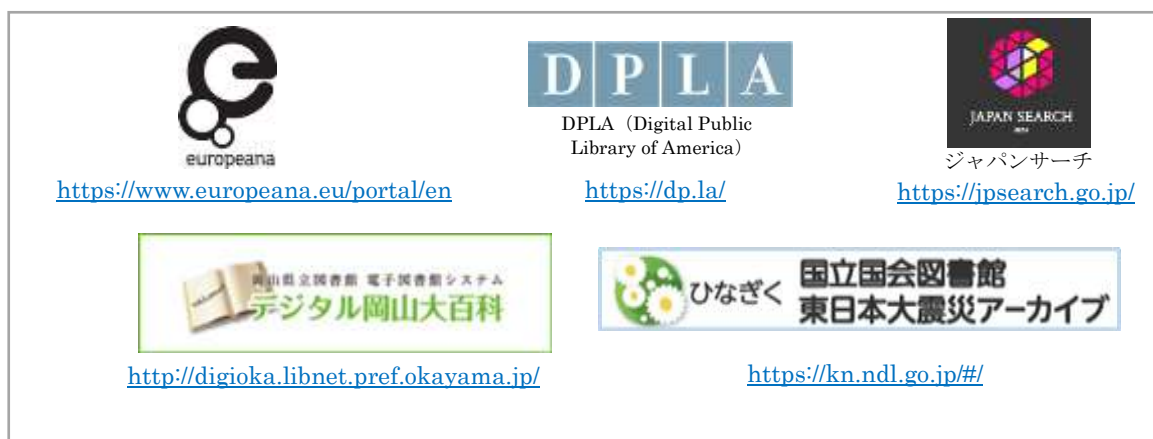 europeana
https://www.europeana.eu/portal/en
D P L A
DPLA（Digital Public
Library of America）
https://dp.la/
JAPAN SEARCH
ジャパンサーチ
https://jpsearch.go.jp/
岡山県立図書館 電子図書館システム
デジタル岡山大百科
http://digioka.libnet.pref.okayama.jp/
ひなぎく
国立国会図書館
東日本大震災アーカイブ
https://kn.ndl.go.jp/#/